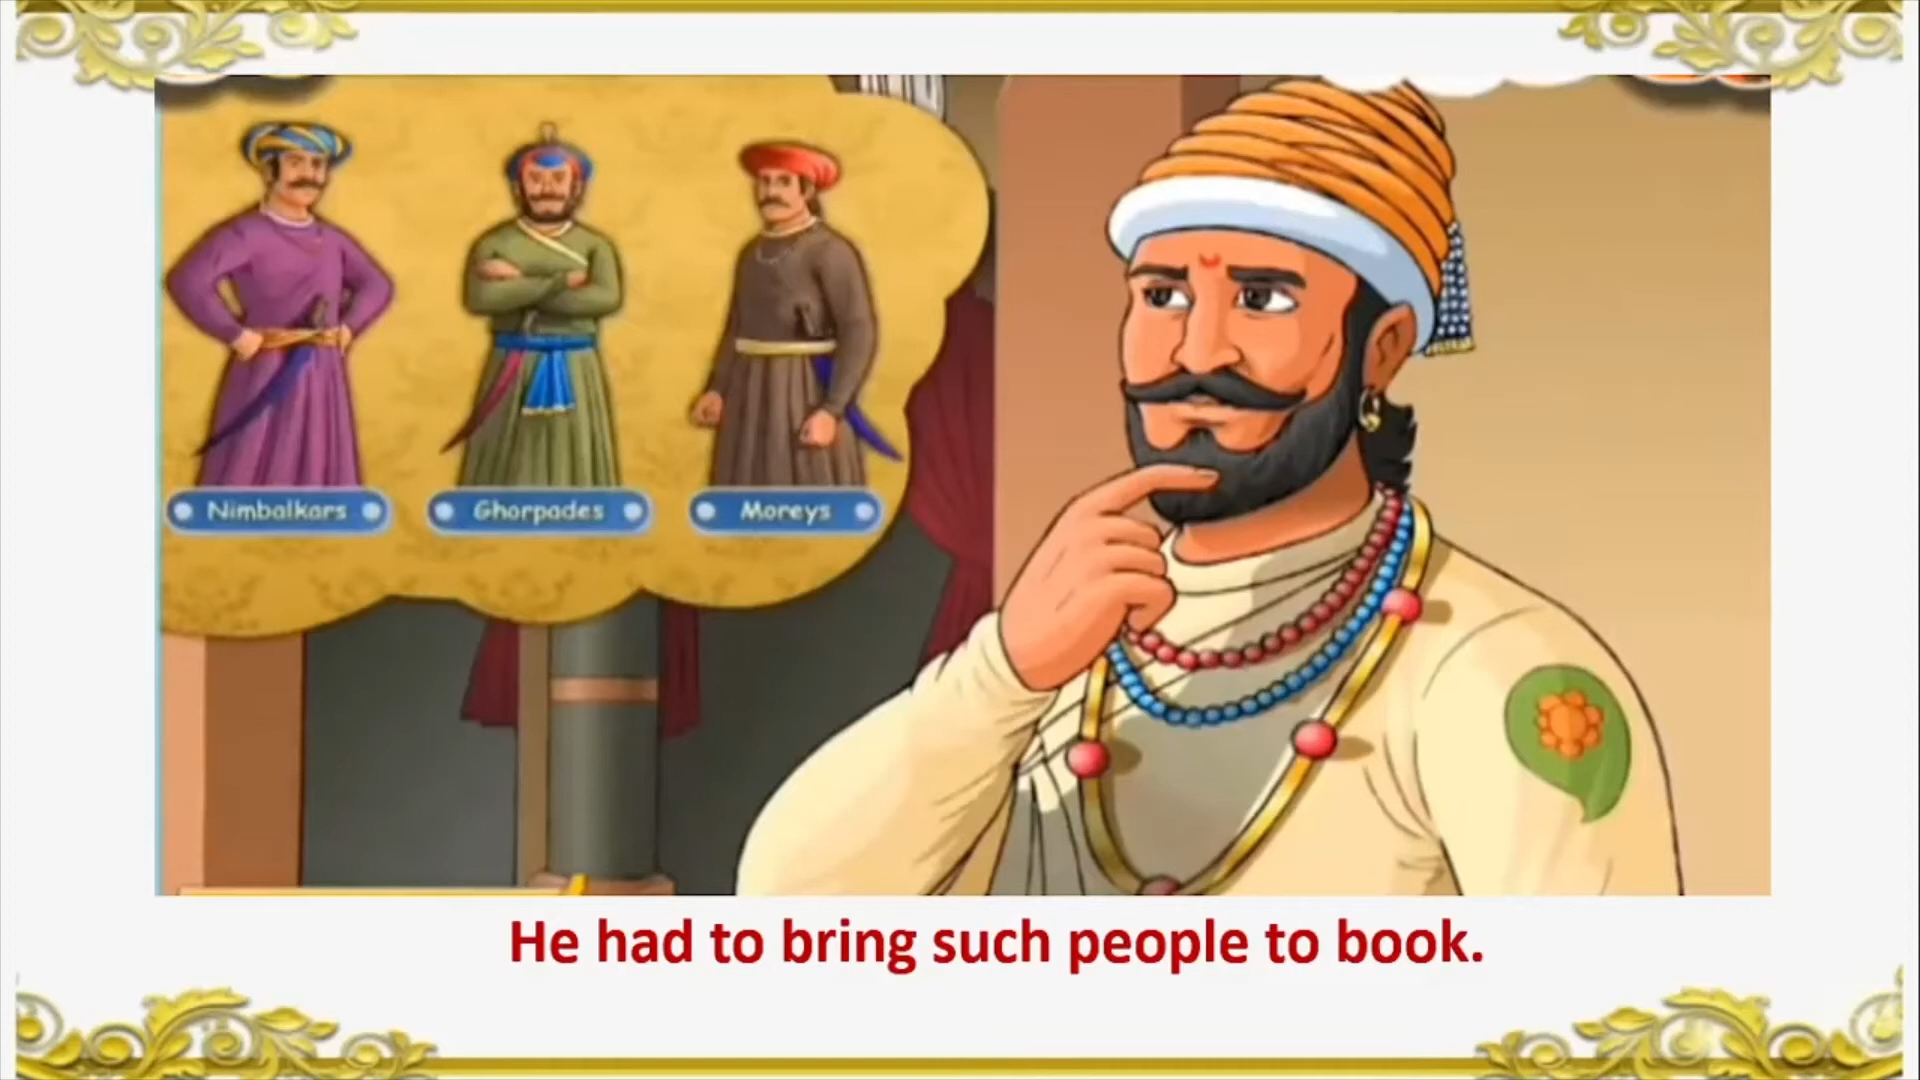 Nimbalkars
Ghorpades
Moreys
He had to bring such people to book.